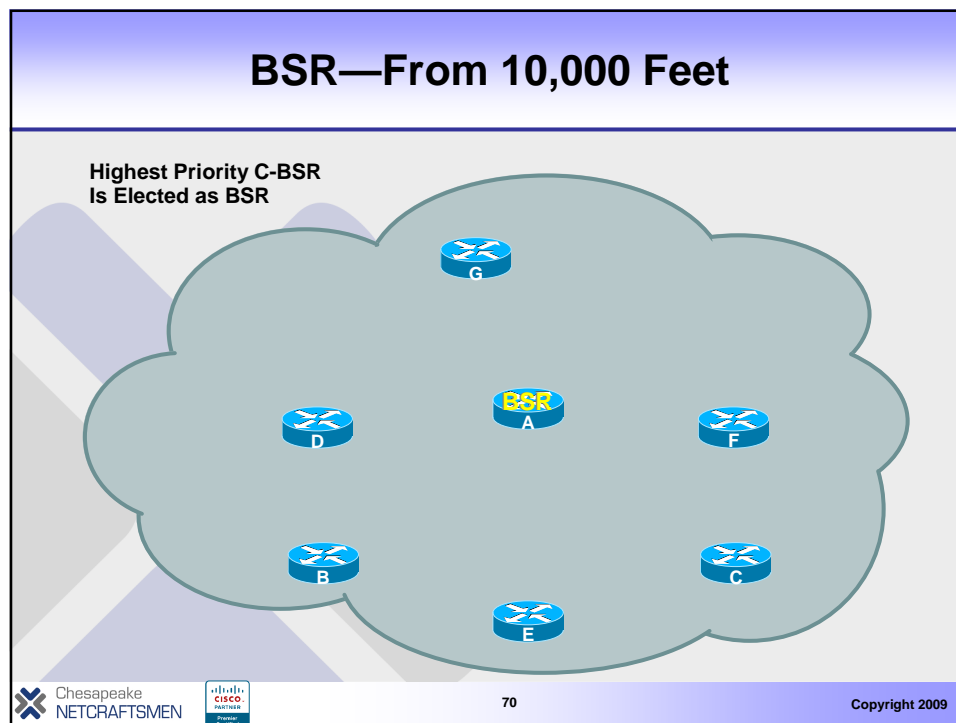 BSR—From 10,000 Feet
Highest Priority C-BSR
Is Elected as BSR
G
BSR
A
D
F
B
C
E
Chesapeake
NETCRAFTSMEN
CISCO
PARTNER
Premier
70
Copyright 2009